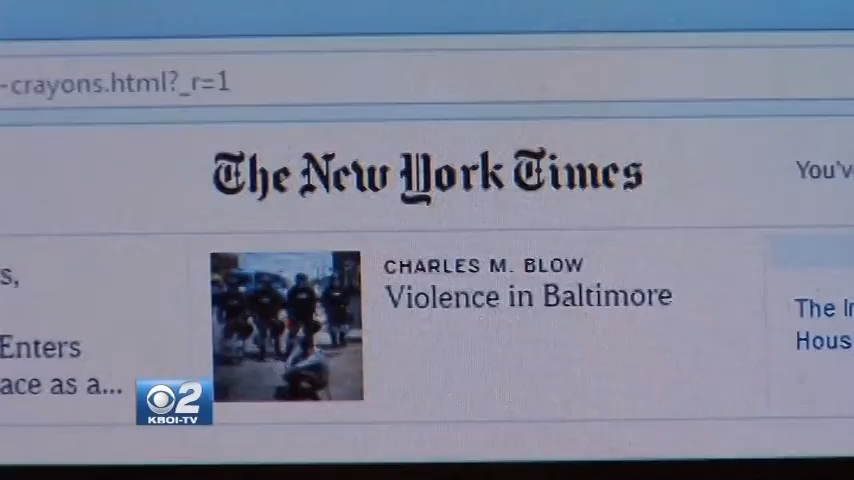 -crayons.html?_r=1
The New York Times
You'v
s,
CHARLES M. BLOW
Violence in Baltimore
Enters
ace as a...
The In
Hous
2
KBOI-TV